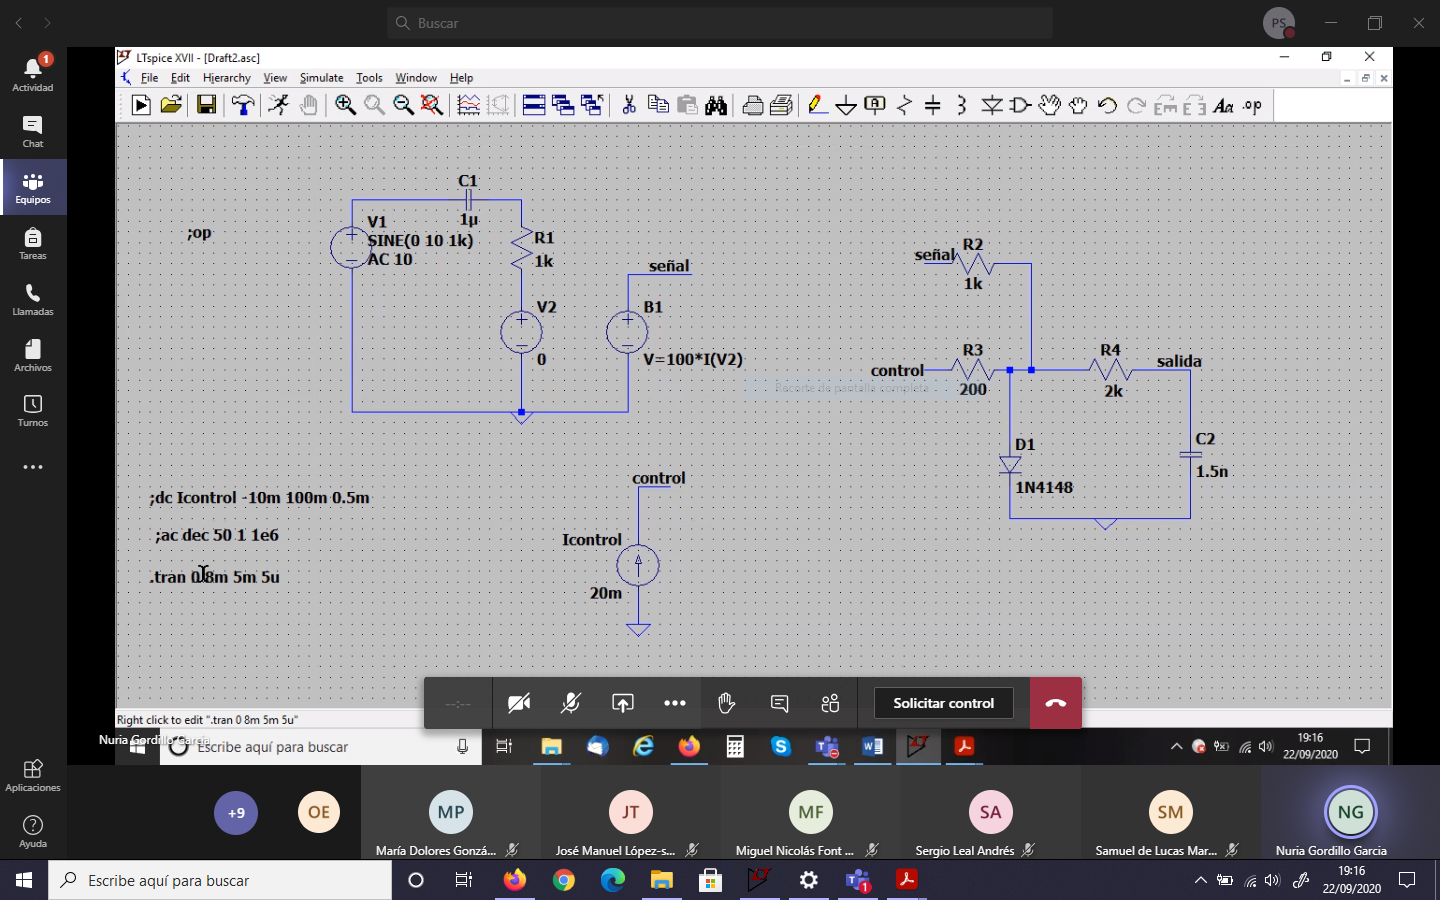 Buscar
PS
1
Actividad
Chat
Equipos
Tareas
Llamadas
Archivos
Turnos
Aplicaciones
Ayuda
LTspice XVII - [Draft2.asc]
File Edit Hierarchy View Simulate Tools Window Help
Aa .op
;op
C1
1µ
V1
SINE(0 10 1k)
AC 10
R1
1k
V2
0
señal
B1
V=100*I(V2)
señal
R2
1k
control
R3
200
R4
2k
salida
C2
1.5n
D1
1N4148
Recorte de pantalla completa
;dc Icontrol -10m 100m 0.5m
;ac dec 50 1 1e6
.tran 0 8m 5m 5u
control
Icontrol
20m
--:--
Solicitar control
Right click to edit ".tran 0 8m 5m 5u"
Nuria Gordillo Garcia
Escribe aquí para buscar
19:16
22/09/2020
+9
OE
MP
María Dolores Gonzá...
JT
José Manuel López-s...
MF
Miguel Nicolás Font ...
SA
Sergio Leal Andrés
SM
Samuel de Lucas Mar...
NG
Nuria Gordillo Garcia
Escribe aquí para buscar
1
19:16
22/09/2020